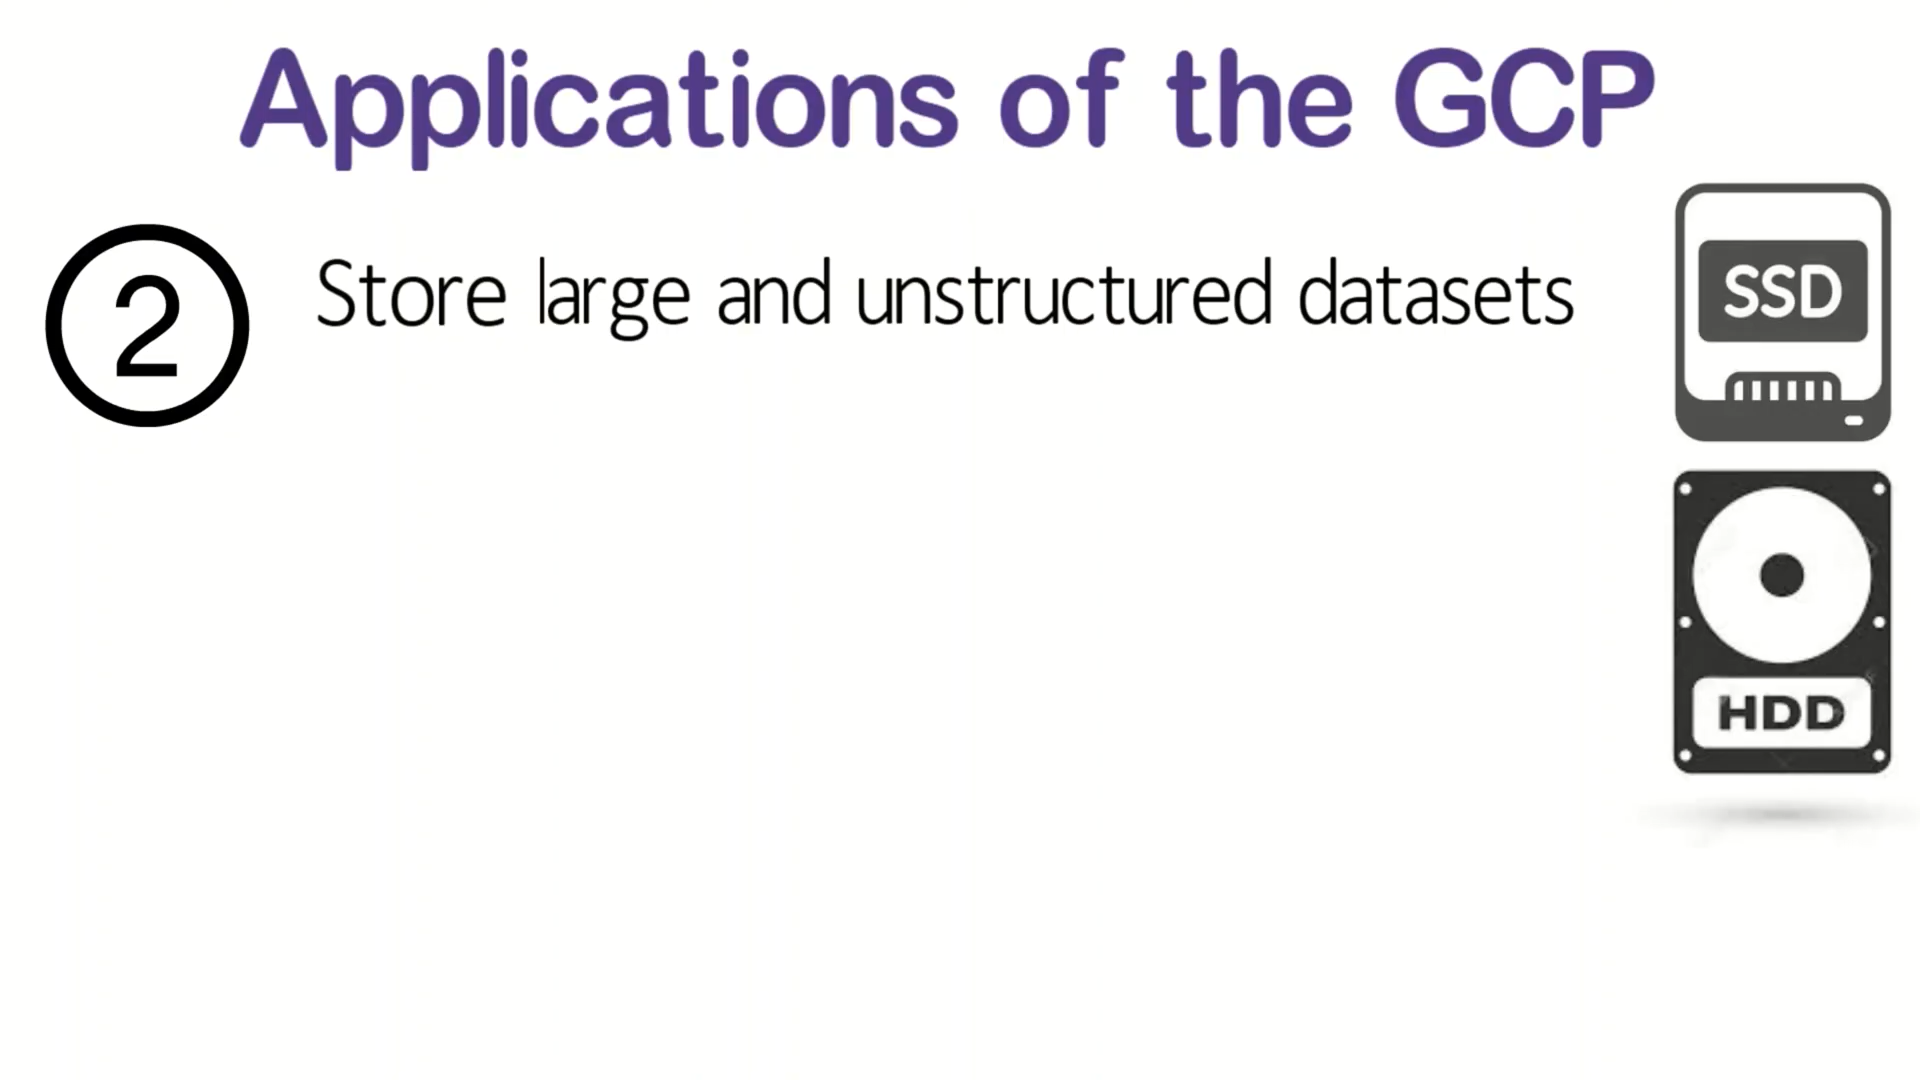 Applications of the GCP
2
Store large and unstructured datasets
SSD
HDD